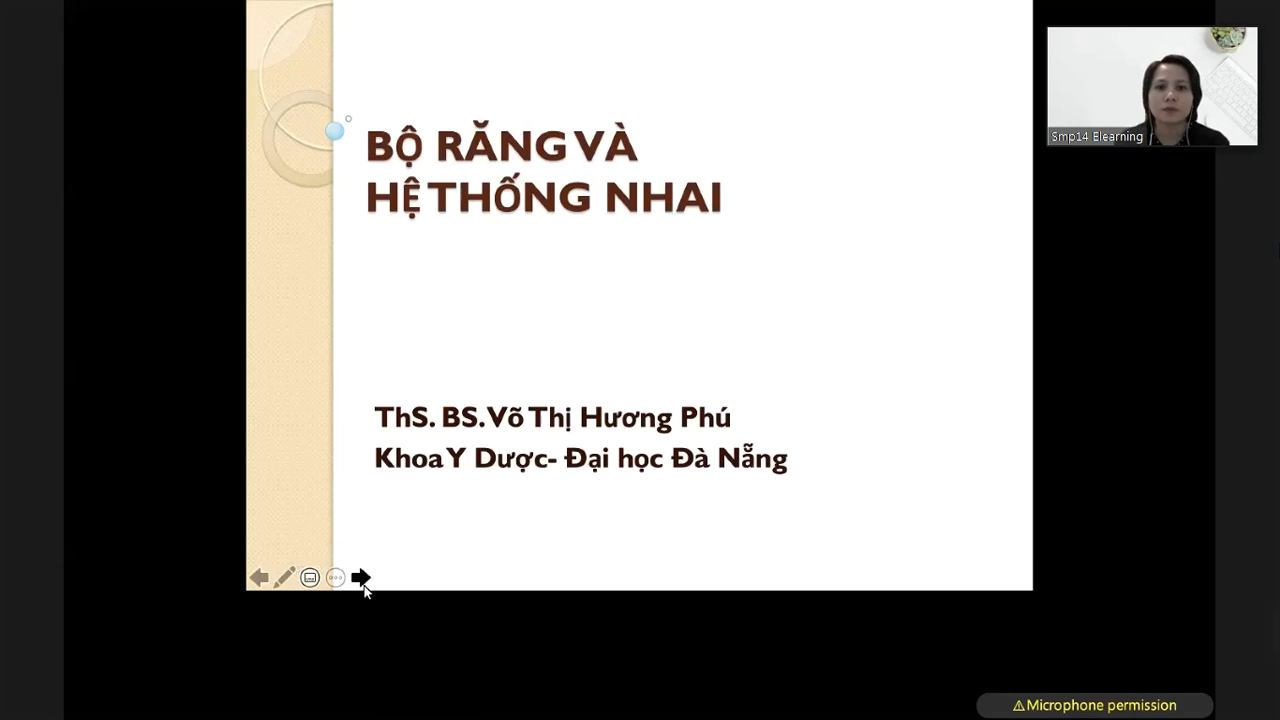 BỘ RĂNG VÀ
HỆ THỐNG NHAI
ThS. BS. Võ Thị Hương Phú
Khoa Y Dược- Đại học Đà Nẵng
Smp14 Elearning
⚠Microphone permission